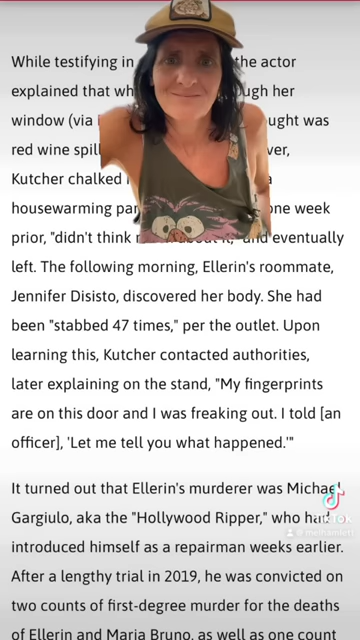 While testifying in the actor
explained that ugh her
window (via ought was
red wine spill ver,
Kutcher chalked a
housewarming par one week
prior, "didn't think and eventually
left. The following morning, Ellerin's roommate,
Jennifer Disisto, discovered her body. She had
been "stabbed 47 times," per the outlet. Upon
learning this, Kutcher contacted authorities,
later explaining on the stand, "My fingerprints
are on this door and I was freaking out. I told [an
officer], 'Let me tell you what happened.'"
It turned out that Ellerin's murderer was Michael
Gargiulo, aka the "Hollywood Ripper," who had
introduced himself as a repairman weeks earlier.
After a lengthy trial in 2019, he was convicted on
two counts of first-degree murder for the deaths
of Ellerin and Maria Bruno, as well as one count